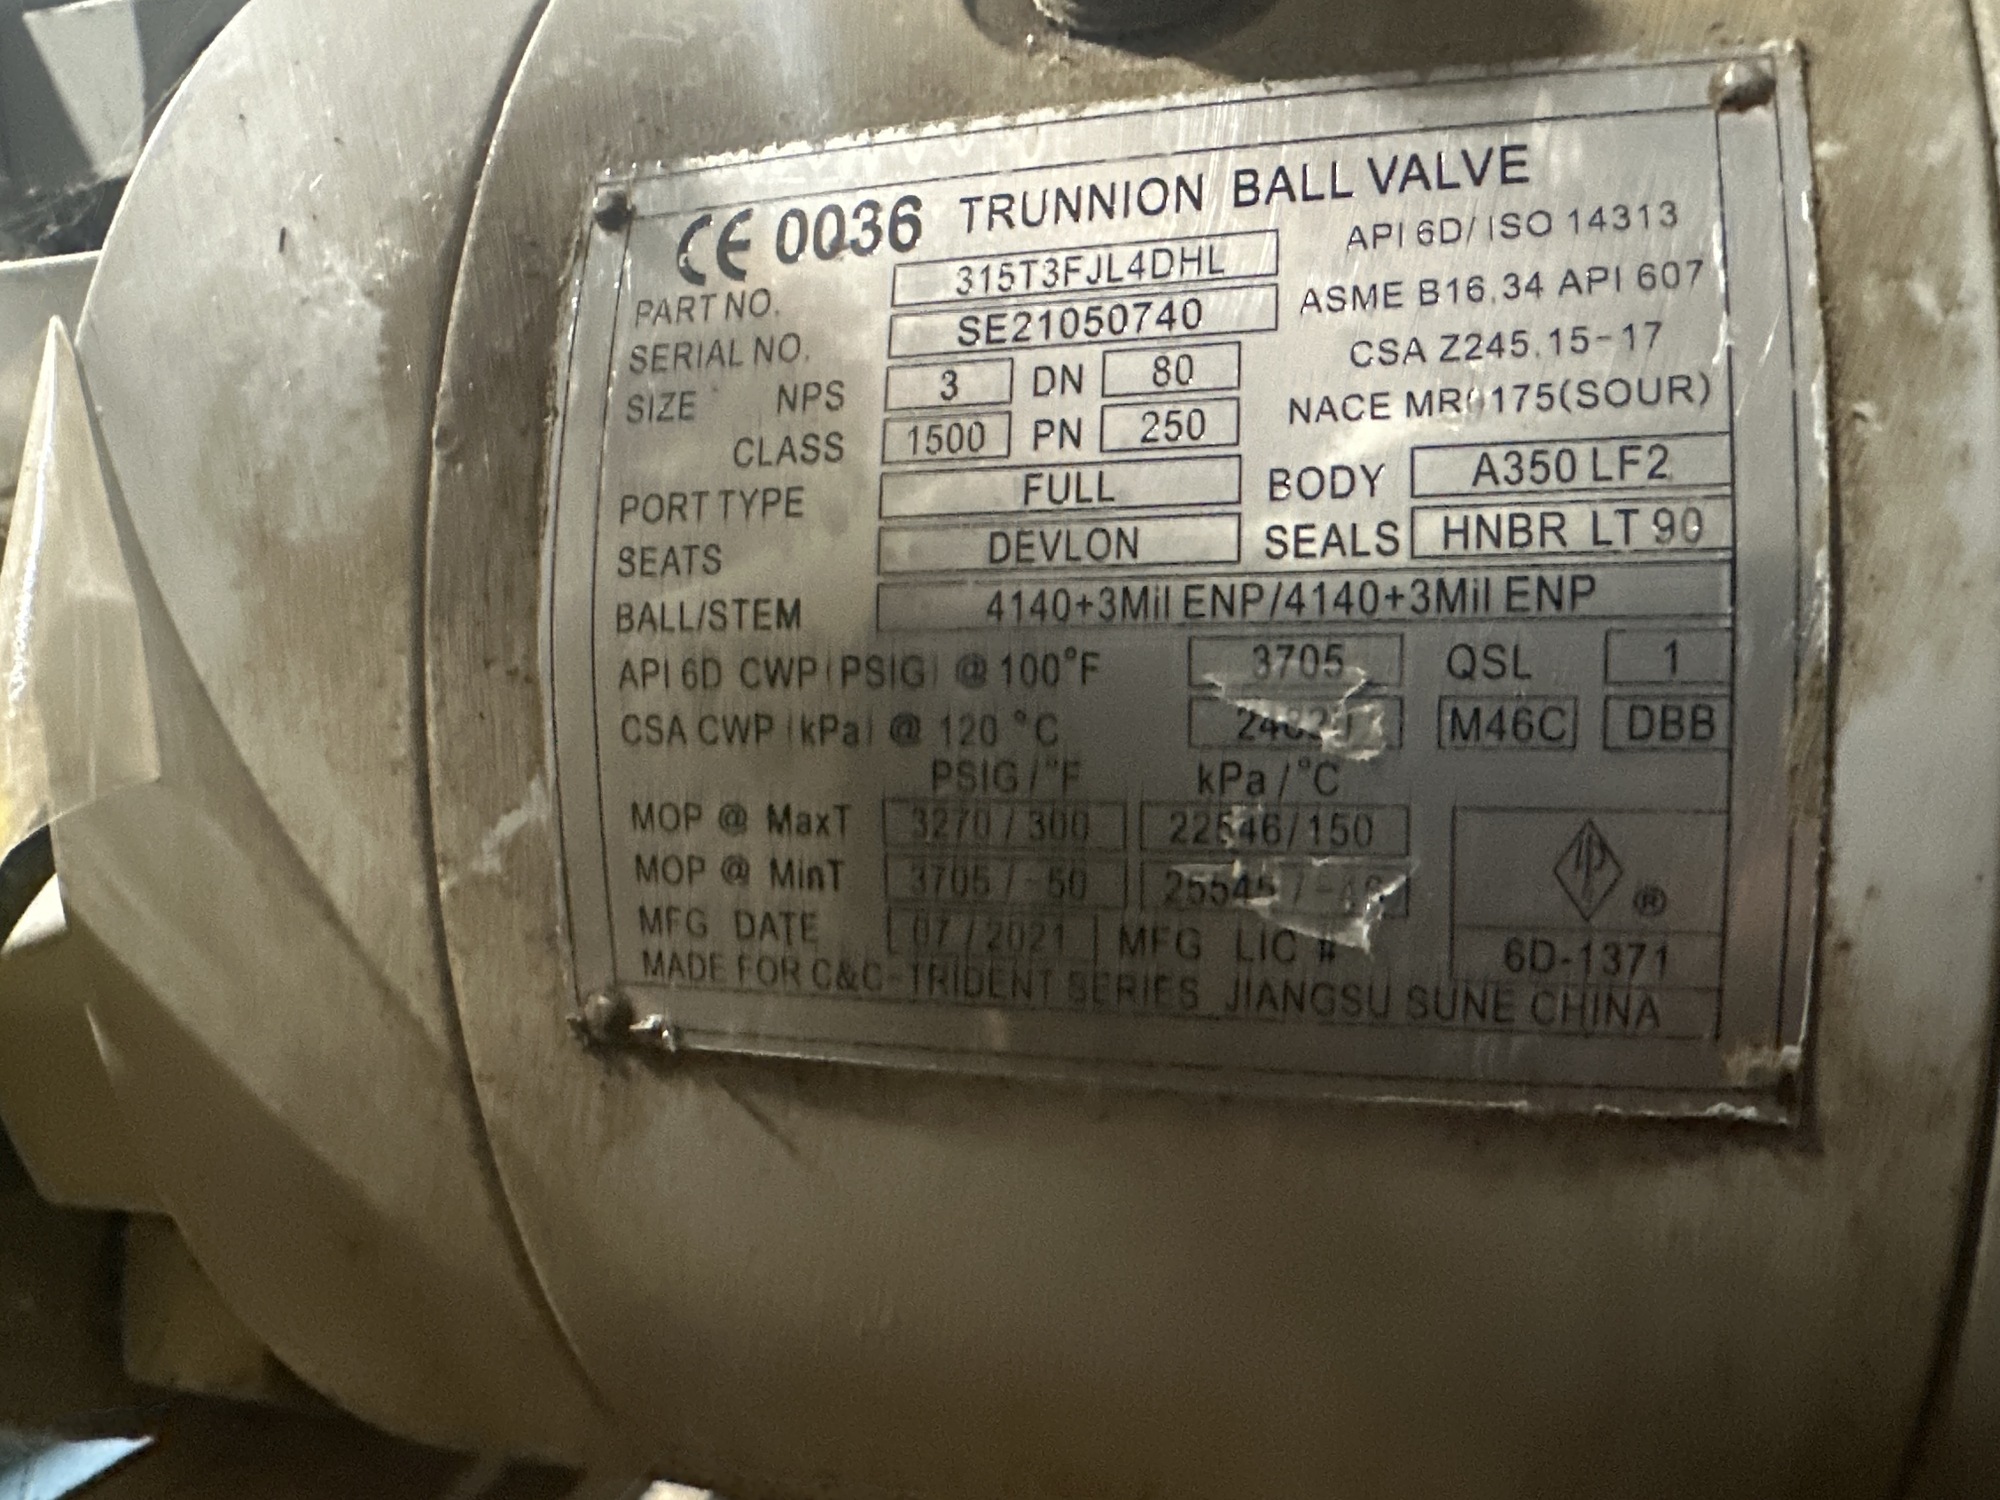 CE 0036 TRUNNION BALL VALVE
PART NO. 315T3FJL4DHL API 6D/ISO 14313
SERIAL NO. SE21050740 ASME B16.34 API 607
SIZE NPS 3 DN 80 CSA Z245.15-17
CLASS 1500 PN 250 NACE MR0175(SOUR)
PORT TYPE FULL BODY A350 LF2
SEATS DEVLON SEALS HNBR LT 90
BALL/STEM 4140+3Mil ENP/4140+3Mil ENP
API 6D CWP (PSIG) @ 100°F 3705 QSL 1
CSA CWP (kPa) @ 120 °C M46C DBB
PSIG/°F kPa/°C
MOP @ MaxT 3270/300 22546/150
MOP @ MinT 3705/-50
MFG DATE 07/2021 MFG LIC # 6D-1371
MADE FOR C&C-TRIDENT SERIES JIANGSU SUNE CHINA